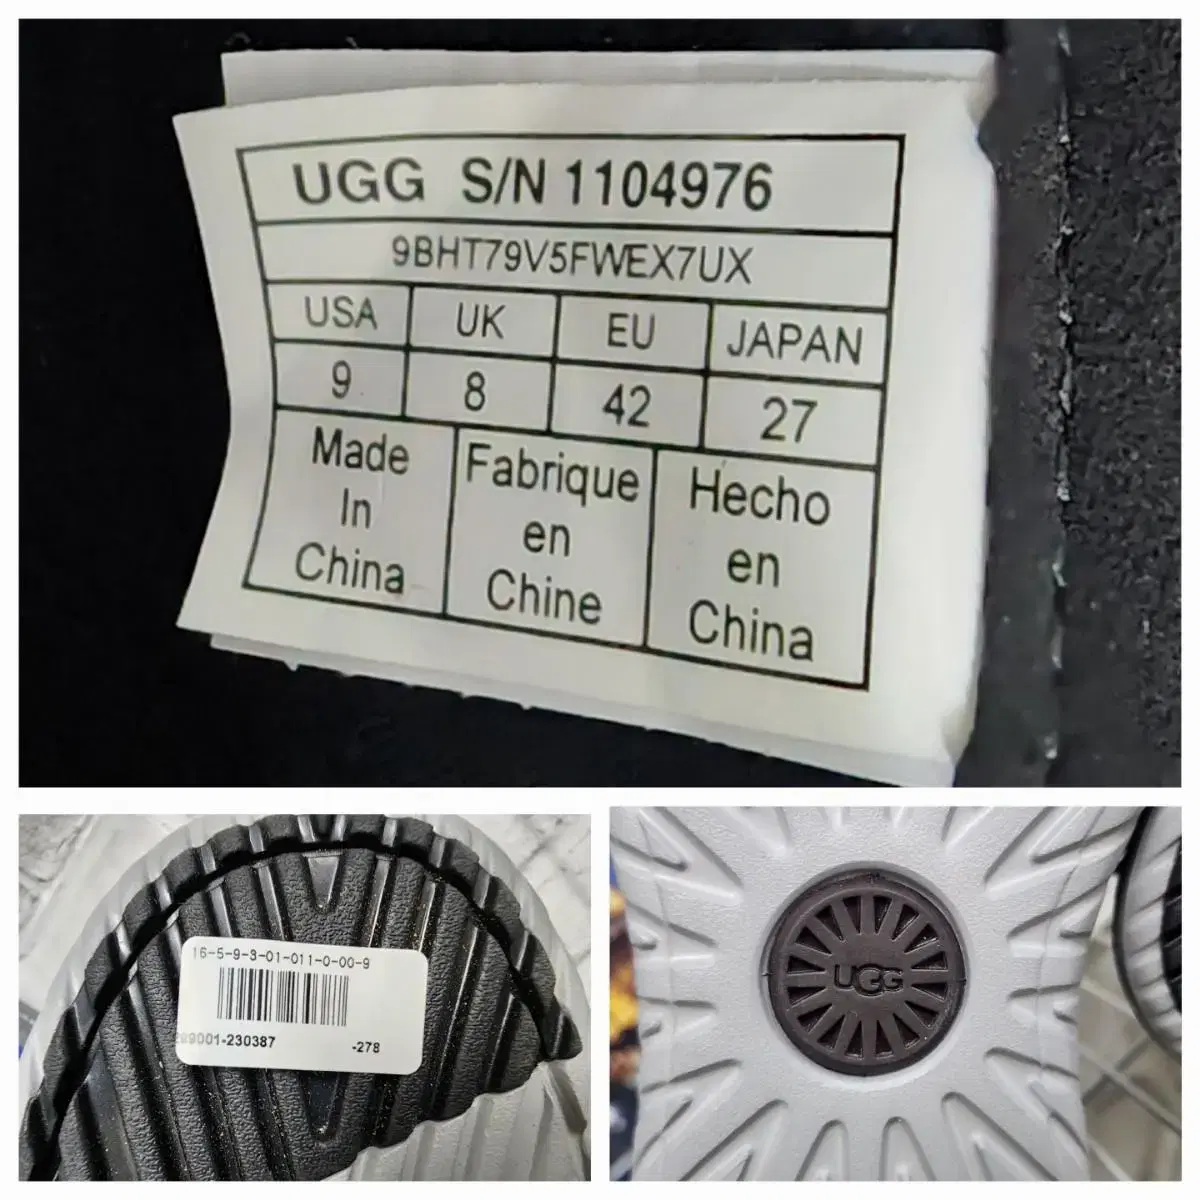 UGG S/N 1104976
9BHT79V5FWEX7UX
USA UK EU JAPAN
9 8 42 27
Made In China
Fabrique en Chine
Hecho en China
16-5-9-3-01-011-0-00-9
89001-230387 -278
UGG